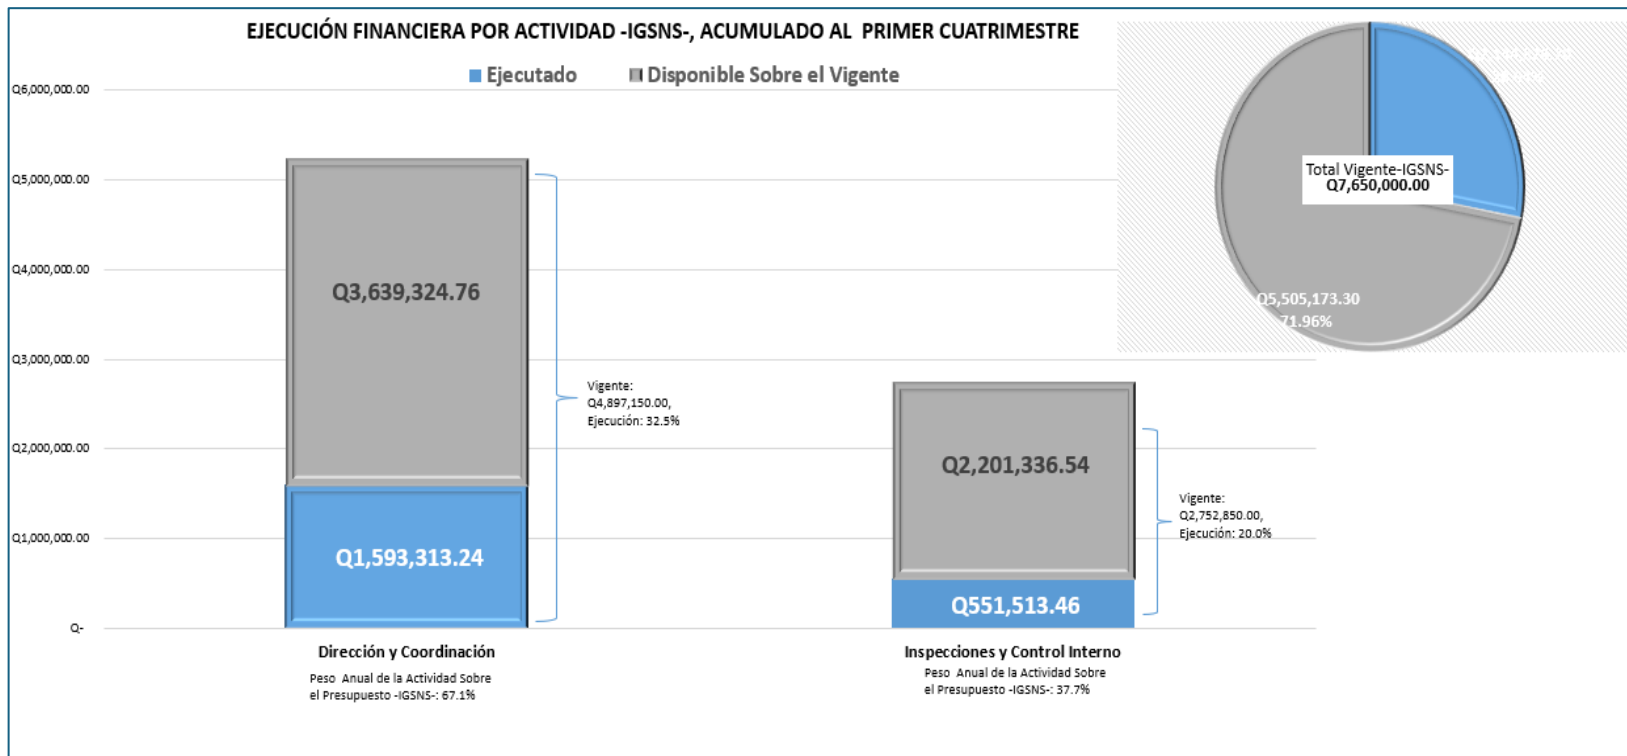 EJECUCIÓN FINANCIERA POR ACTIVIDAD -IGSNS-, ACUMULADO AL PRIMER CUATRIMESTRE
Ejecutado
Disponible Sobre el Vigente
Q6,000,000.00
Q5,000,000.00
Q4,000,000.00
Q3,000,000.00
Q2,000,000.00
Q1,000,000.00
Q-
Q3,639,324.76
Q1,593,313.24
Vigente:
Q4,897,150.00,
Ejecución: 32.5%
Q2,201,336.54
Q551,513.46
Vigente:
Q2,752,850.00,
Ejecución: 20.0%
Dirección y Coordinación
Peso Anual de la Actividad Sobre
el Presupuesto -IGSNS-: 67.1%
Inspecciones y Control Interno
Peso Anual de la Actividad Sobre
el Presupuesto -IGSNS-: 37.7%
Total Vigente-IGSNS-
Q7,650,000.00
Q5,505,173.30
71.96%